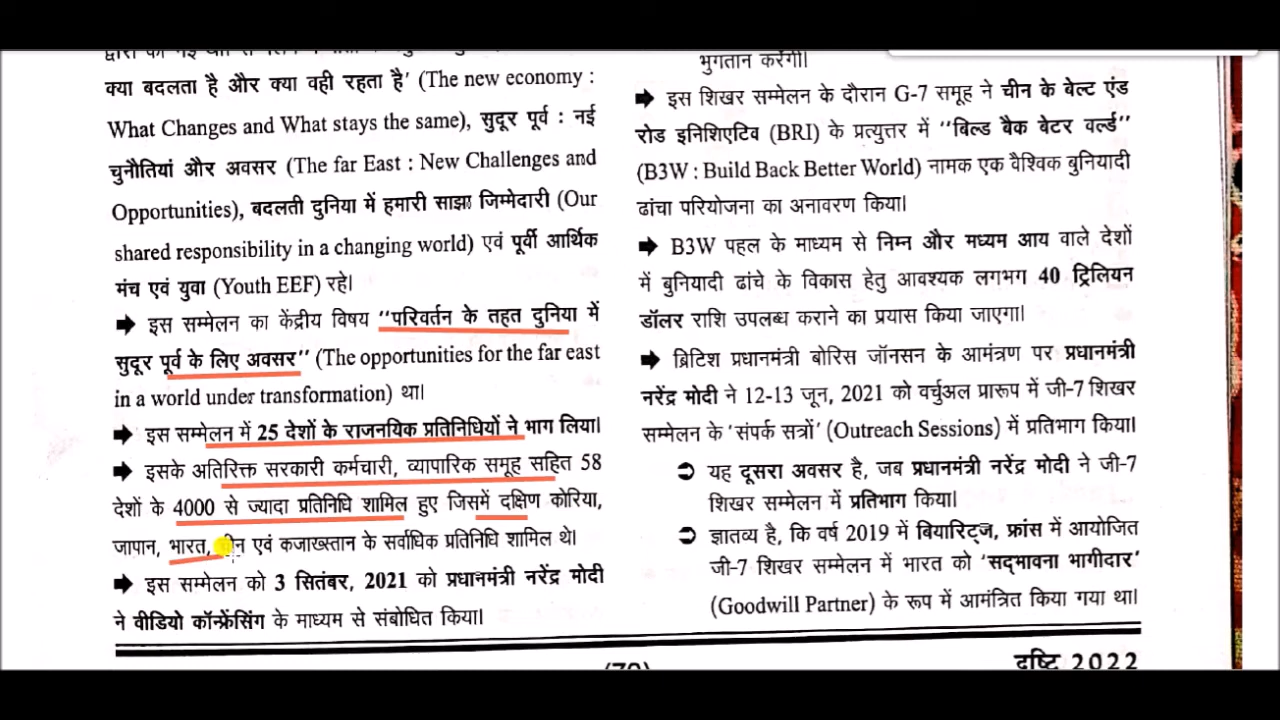 क्या बदलता है और क्या वही रहता है' (The new economy :
What Changes and What stays the same), सुदूर पूर्व : नई
चुनौतियां और अवसर (The far East : New Challenges and
Opportunities), बदलती दुनिया में हमारी साझा जिम्मेदारी (Our
shared responsibility in a changing world) एवं पूर्वी आर्थिक
मंच एवं युवा (Youth EEF) रहे।
➡ इस सम्मेलन का केंद्रीय विषय "परिवर्तन के तहत दुनिया में
सुदूर पूर्व के लिए अवसर" (The opportunities for the far east
in a world under transformation) था।
➡ इस सम्मेलन में 25 देशों के राजनयिक प्रतिनिधियों ने भाग लिया।
➡ इसके अतिरिक्त सरकारी कर्मचारी, व्यापारिक समूह सहित 58
देशों के 4000 से ज्यादा प्रतिनिधि शामिल हुए जिसमें दक्षिण कोरिया,
जापान, भारत, चीन एवं कजाख्स्तान के सर्वाधिक प्रतिनिधि शामिल थे।
➡ इस सम्मेलन को 3 सितंबर, 2021 को प्रधानमंत्री नरेंद्र मोदी
ने वीडियो कॉन्फ्रेंसिंग के माध्यम से संबोधित किया।
भुगतान करेंगी।
➡ इस शिखर सम्मेलन के दौरान G-7 समूह ने चीन के बेल्ट एंड
रोड इनिशिएटिव (BRI) के प्रत्युत्तर में "बिल्ड बैक बेटर वर्ल्ड"
(B3W : Build Back Better World) नामक एक वैश्विक बुनियादी
ढांचा परियोजना का अनावरण किया।
➡ B3W पहल के माध्यम से निम्न और मध्यम आय वाले देशों
में बुनियादी ढांचे के विकास हेतु आवश्यक लगभग 40 ट्रिलियन
डॉलर राशि उपलब्ध कराने का प्रयास किया जाएगा।
➡ ब्रिटिश प्रधानमंत्री बोरिस जॉनसन के आमंत्रण पर प्रधानमंत्री
नरेंद्र मोदी ने 12-13 जून, 2021 को वर्चुअल प्रारूप में जी-7 शिखर
सम्मेलन के 'संपर्क सत्रों' (Outreach Sessions) में प्रतिभाग किया।
➲ यह दूसरा अवसर है, जब प्रधानमंत्री नरेंद्र मोदी ने जी-7
शिखर सम्मेलन में प्रतिभाग किया।
➲ ज्ञातव्य है, कि वर्ष 2019 में बियारिट्ज, फ्रांस में आयोजित
जी-7 शिखर सम्मेलन में भारत को 'सद्भावना भागीदार'
(Goodwill Partner) के रूप में आमंत्रित किया गया था।
दृष्टि 2022